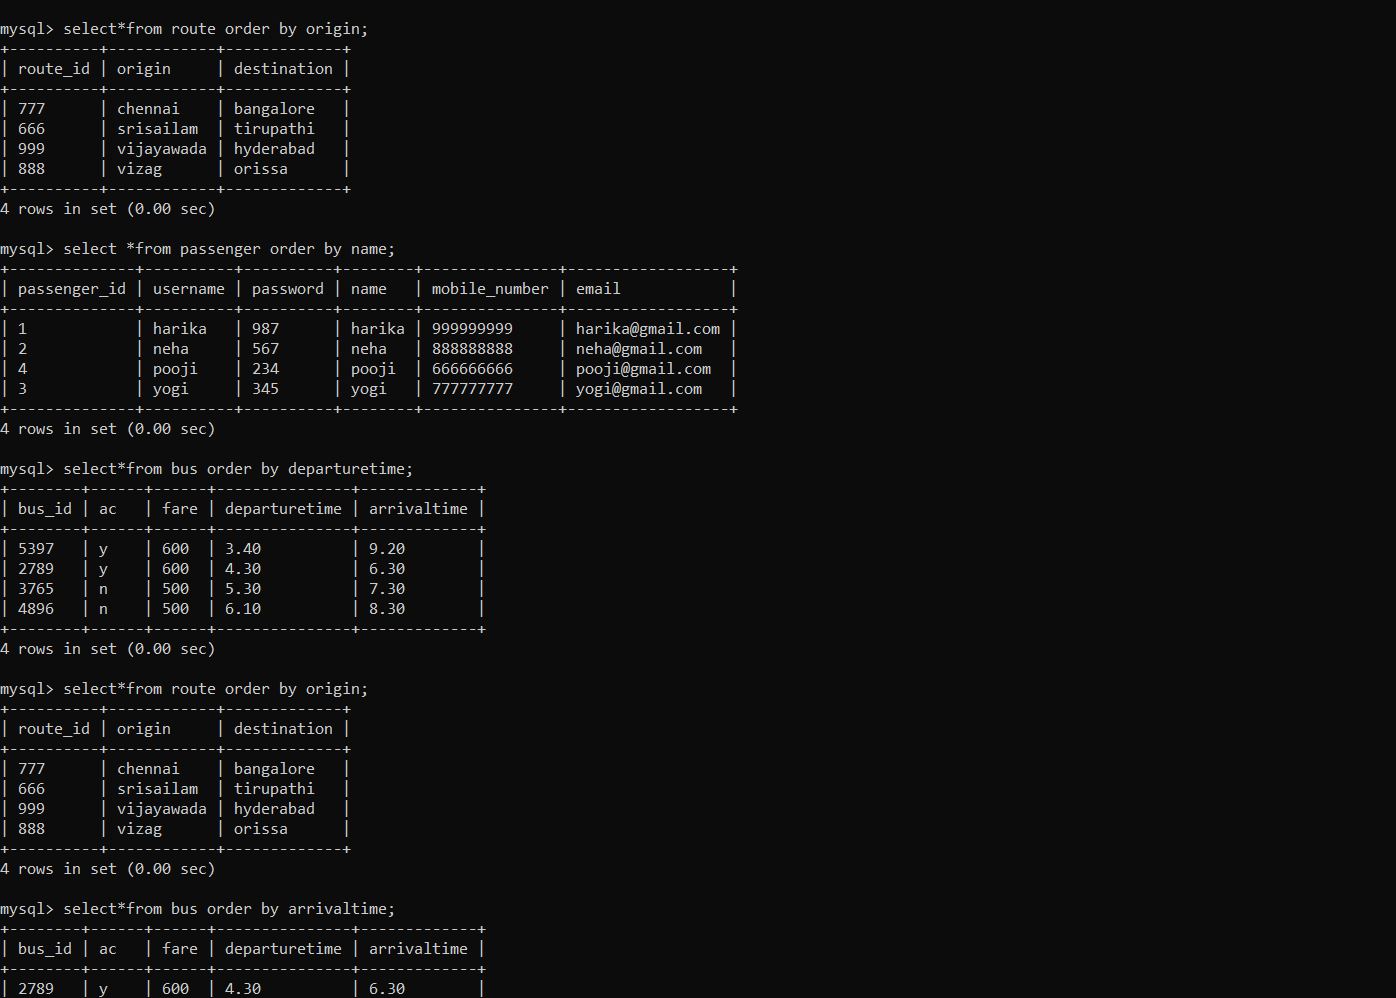 mysql> select*from route order by origin;
+----------+------------+-------------+
| route_id | origin     | destination |
+----------+------------+-------------+
| 777      | chennai    | bangalore   |
| 666      | srisailam  | tirupathi   |
| 999      | vijayawada | hyderabad   |
| 888      | vizag      | orissa      |
+----------+------------+-------------+
4 rows in set (0.00 sec)

mysql> select *from passenger order by name;
+--------------+----------+----------+--------+---------------+------------------+
| passenger_id | username | password | name   | mobile_number | email            |
+--------------+----------+----------+--------+---------------+------------------+
| 1            | harika   | 987      | harika | 999999999     | harika@gmail.com |
| 2            | neha     | 567      | neha   | 888888888     | neha@gmail.com   |
| 4            | pooji    | 234      | pooji  | 666666666     | pooji@gmail.com  |
| 3            | yogi     | 345      | yogi   | 777777777     | yogi@gmail.com   |
+--------------+----------+----------+--------+---------------+------------------+
4 rows in set (0.00 sec)

mysql> select*from bus order by departuretime;
+--------+------+------+---------------+-------------+
| bus_id | ac   | fare | departuretime | arrivaltime |
+--------+------+------+---------------+-------------+
| 5397   | y    | 600  | 3.40          | 9.20        |
| 2789   | y    | 600  | 4.30          | 6.30        |
| 3765   | n    | 500  | 5.30          | 7.30        |
| 4896   | n    | 500  | 6.10          | 8.30        |
+--------+------+------+---------------+-------------+
4 rows in set (0.00 sec)

mysql> select*from route order by origin;
+----------+------------+-------------+
| route_id | origin     | destination |
+----------+------------+-------------+
| 777      | chennai    | bangalore   |
| 666      | srisailam  | tirupathi   |
| 999      | vijayawada | hyderabad   |
| 888      | vizag      | orissa      |
+----------+------------+-------------+
4 rows in set (0.00 sec)

mysql> select*from bus order by arrivaltime;
+--------+------+------+---------------+-------------+
| bus_id | ac   | fare | departuretime | arrivaltime |
+--------+------+------+---------------+-------------+
| 2789   | y    | 600  | 4.30          | 6.30        |